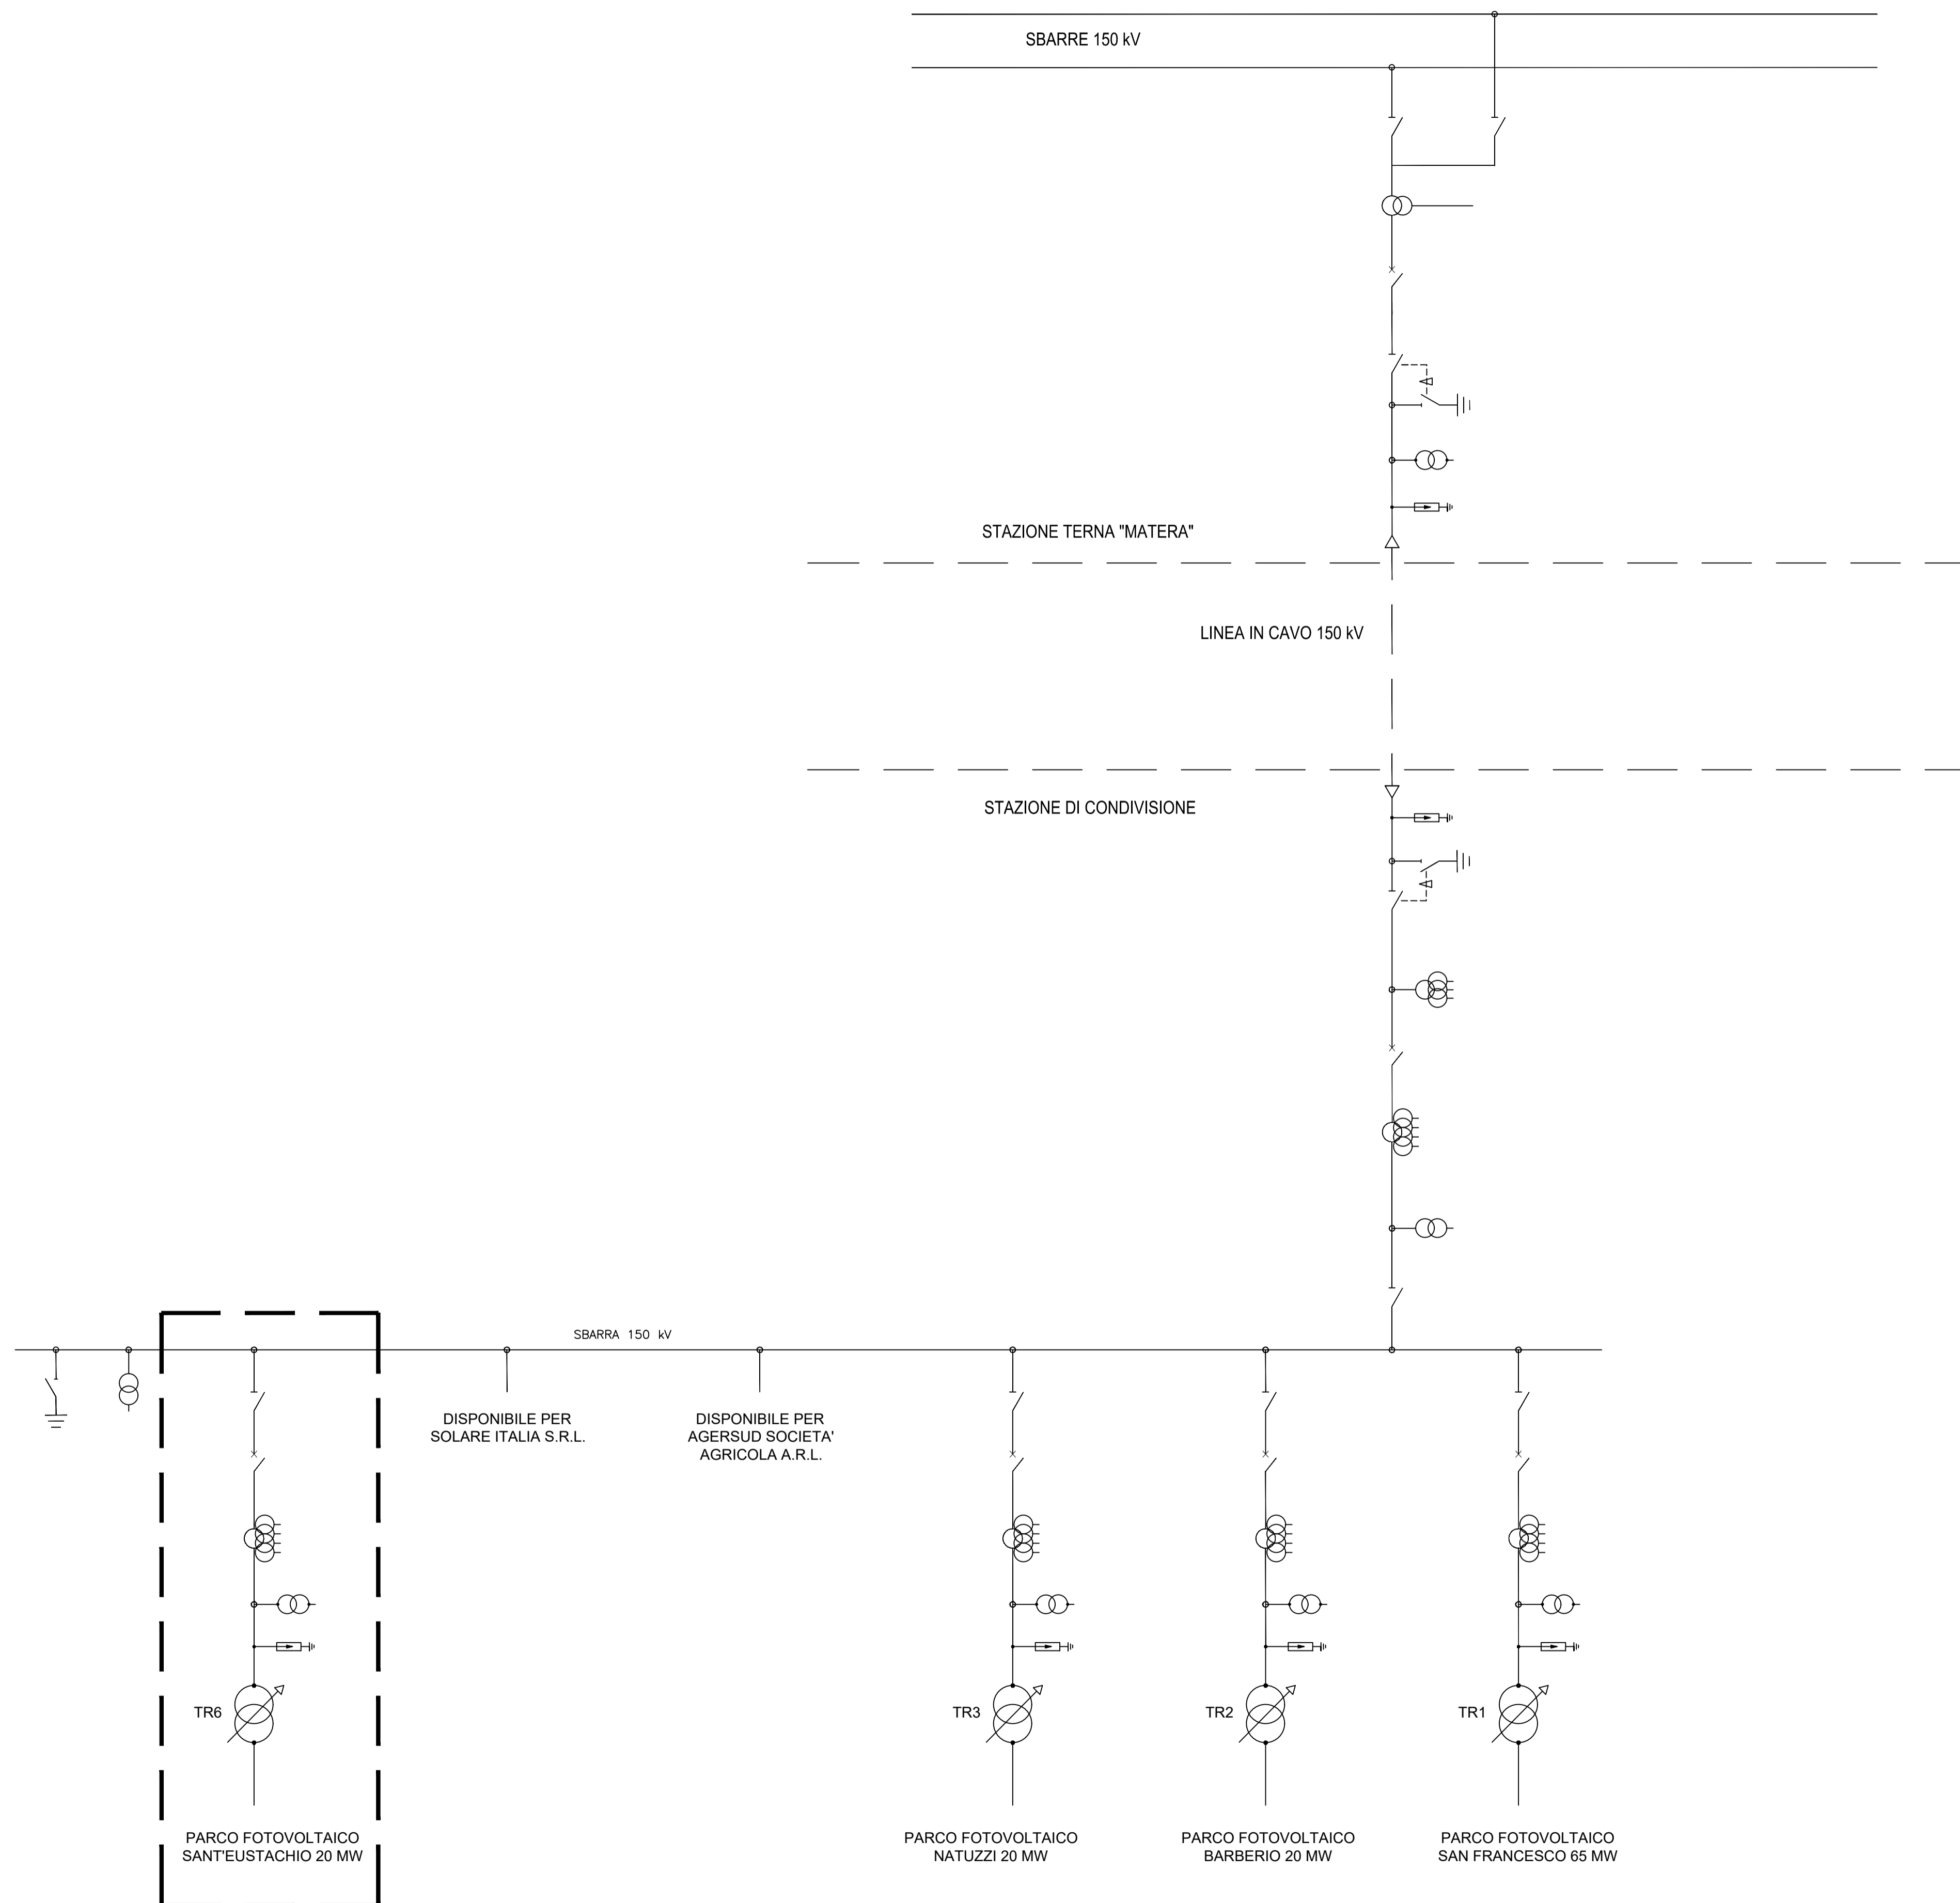 SBARRE 150 kV
STAZIONE TERNA "MATERA"
LINEA IN CAVO 150 kV
STAZIONE DI CONDIVISIONE
SBARRA 150 kV
DISPONIBILE PER
SOLARE ITALIA S.R.L.
DISPONIBILE PER
AGERSUD SOCIETA'
AGRICOLA A.R.L.
TR6
TR3
TR2
TR1
PARCO FOTOVOLTAICO
SANT'EUSTACHIO 20 MW
PARCO FOTOVOLTAICO
NATUZZI 20 MW
PARCO FOTOVOLTAICO
BARBERIO 20 MW
PARCO FOTOVOLTAICO
SAN FRANCESCO 65 MW